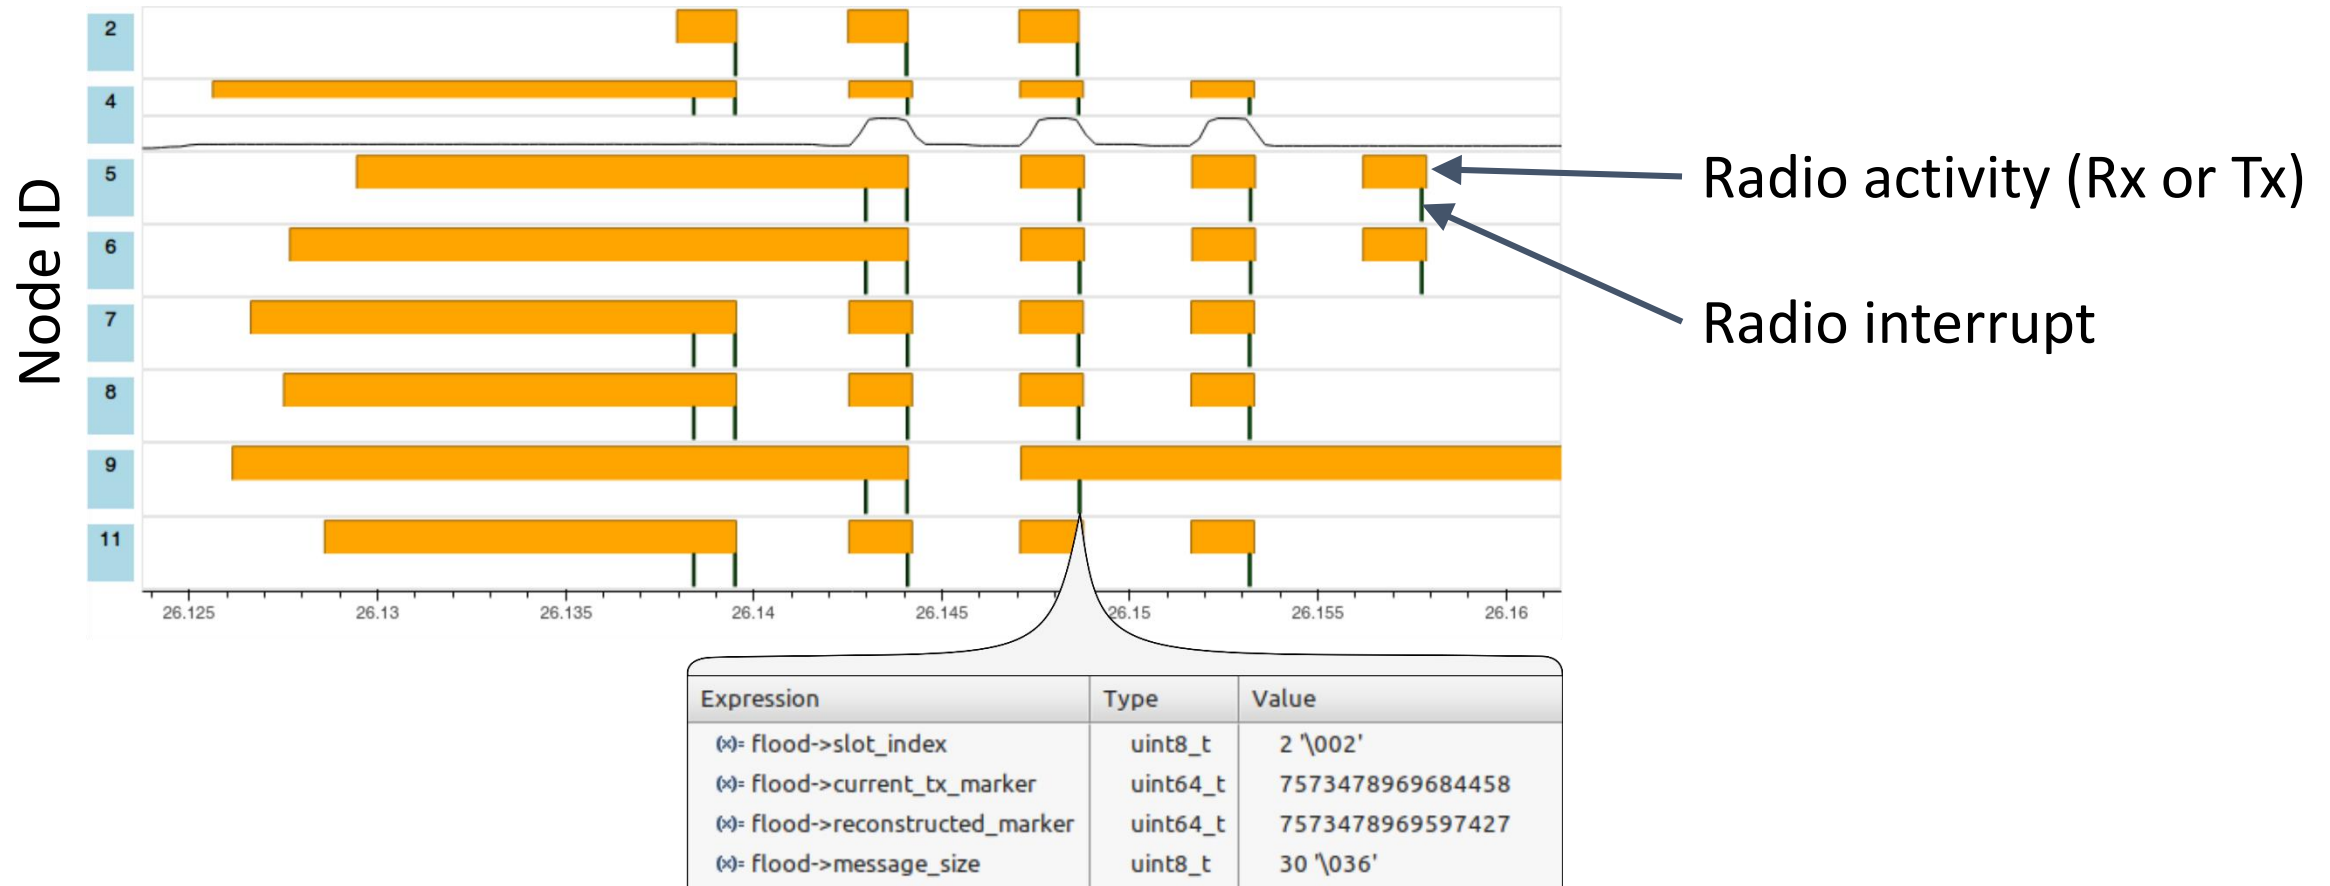 Node ID
2
4
5
6
7
8
9
11
Radio activity (Rx or Tx)
Radio interrupt
26.125 26.13 26.135 26.14 26.145 26.15 26.155 26.16
Expression Type Value
(x)= flood->slot_index uint8_t 2 '\002'
(x)= flood->current_tx_marker uint64_t 7573478969684458
(x)= flood->reconstructed_marker uint64_t 7573478969597427
(x)= flood->message_size uint8_t 30 '\036'